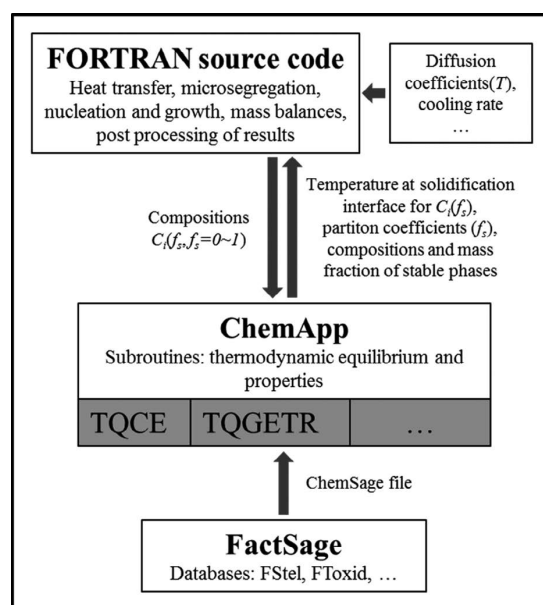 FORTRAN source code
Heat transfer, microsegregation,
nucleation and growth, mass balances,
post processing of results
Diffusion
coefficients(T),
cooling rate
…
Compositions
Ci(fs,fs=0~1)
Temperature at solidification
interface for Ci(fs),
partiton coefficients (fs),
compositions and mass
fraction of stable phases
ChemApp
Subroutines: thermodynamic equilibrium and
properties
TQCE
TQGETR
…
ChemSage file
FactSage
Databases: FStel, FToxid, …